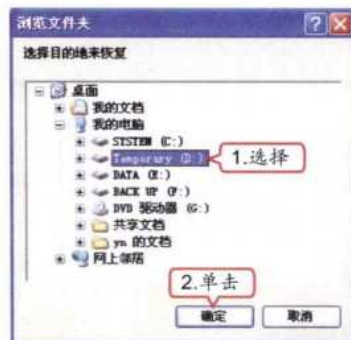 浏览文件夹
选择目的地来恢复
桌面
我的文档
我的电脑
SYSTEM (C:)
Temporary (D:) 1.选择
DATA (E:)
BACK UP (F:)
DVD 驱动器 (G:)
共享文档
yn 的文档
网上邻居
2.单击
确定 取消